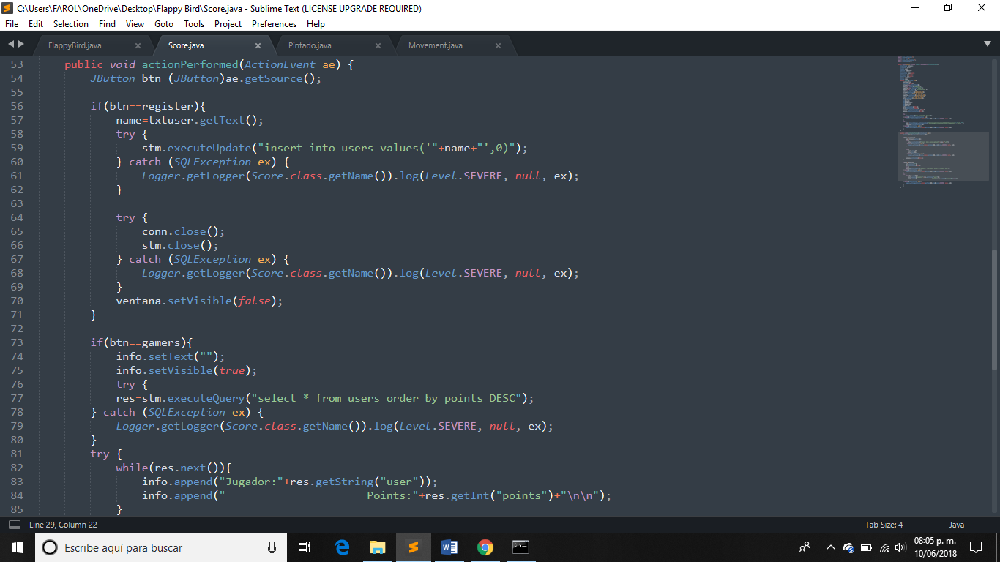 C:\Users\FAROL\OneDrive\Desktop\Flappy Bird\Score.java - Sublime Text (LICENSE UPGRADE REQUIRED)
File Edit Selection Find View Goto Tools Project Preferences Help
FlappyBird.java Score.java Pintado.java Movement.java
53 public void actionPerformed(ActionEvent ae) {
54 JButton btn=(JButton)ae.getSource();
55
56 if(btn==register){
57 name=txtuser.getText();
58 try {
59 stm.executeUpdate("insert into users values('"+name+"',0)");
60 } catch (SQLException ex) {
61 Logger.getLogger(Score.class.getName()).log(Level.SEVERE, null, ex);
62 }
63
64 try {
65 conn.close();
66 stm.close();
67 } catch (SQLException ex) {
68 Logger.getLogger(Score.class.getName()).log(Level.SEVERE, null, ex);
69 }
70 ventana.setVisible(false);
71 }
72
73 if(btn==gamers){
74 info.setText("");
75 info.setVisible(true);
76 try {
77 res=stm.executeQuery("select * from users order by points DESC");
78 } catch (SQLException ex) {
79 Logger.getLogger(Score.class.getName()).log(Level.SEVERE, null, ex);
80 }
81 try {
82 while(res.next()){
83 info.append("Jugador:"+res.getString("user"));
84 info.append("                      Points:"+res.getInt("points")+"\n\n");
85 }
Line 29, Column 22 Tab Size: 4 Java
Escribe aquí para buscar
08:05 p. m.
10/06/2018